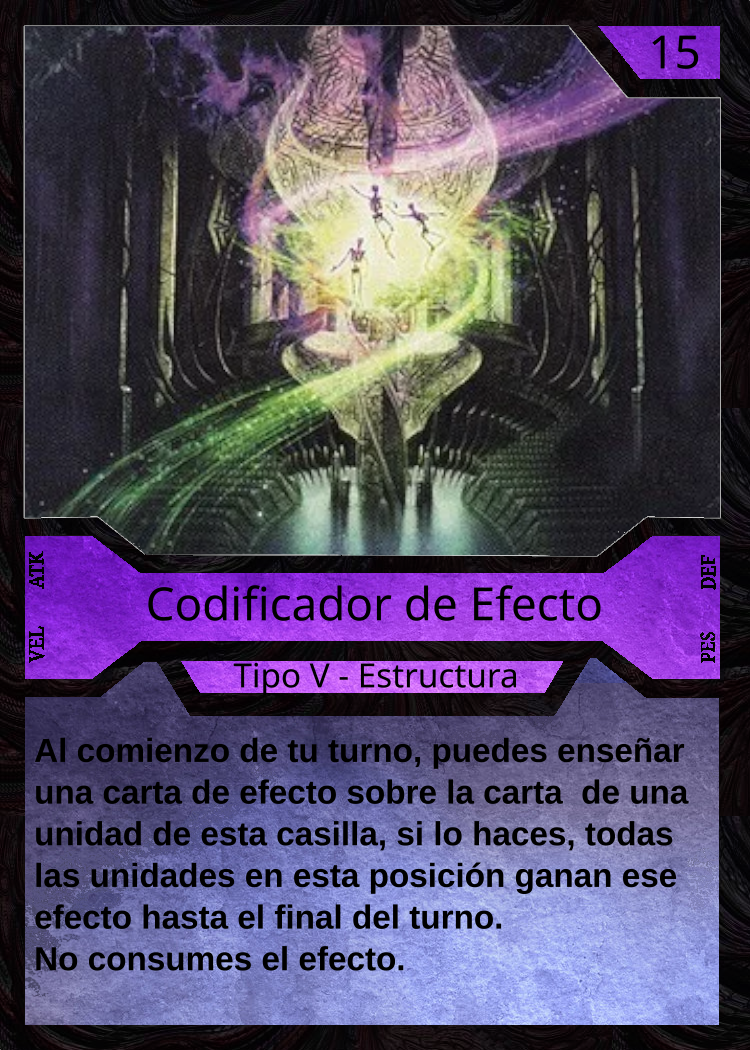 15
ATK
DEF
Codificador de Efecto
VEL
PES
Tipo V - Estructura
Al comienzo de tu turno, puedes enseñar
una carta de efecto sobre la carta  de una
unidad de esta casilla, si lo haces, todas
las unidades en esta posición ganan ese
efecto hasta el final del turno.
No consumes el efecto.